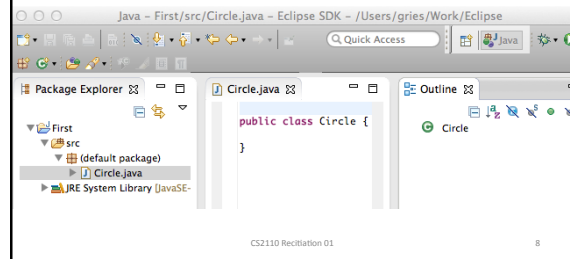 Java – First/src/Circle.java – Eclipse SDK – /Users/gries/Work/Eclipse
Quick Access
Java
Package Explorer
Circle.java
Outline
First
src
(default package)
Circle.java
JRE System Library [JavaSE-
public class Circle {
}
Circle
CS2110 Recitiation 01
8